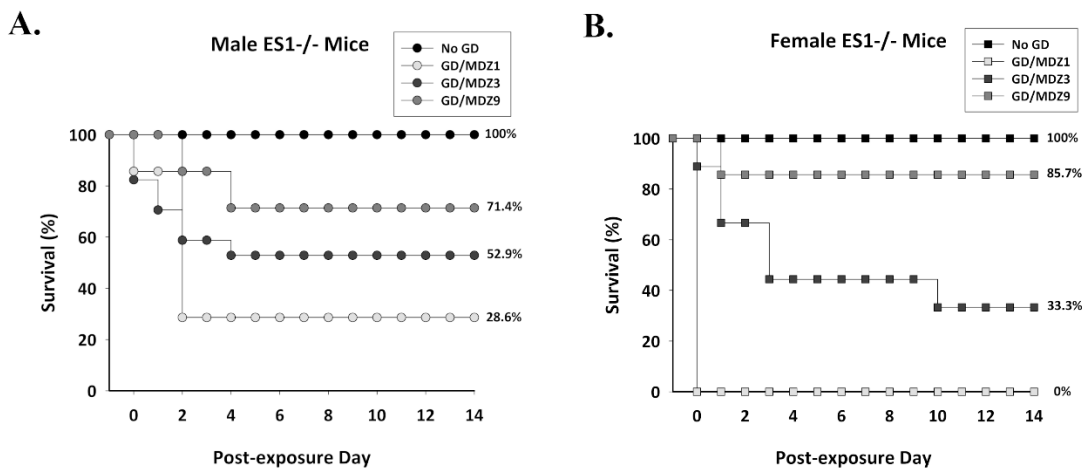 A.
Male ES1-/- Mice
No GD
GD/MDZ1
GD/MDZ3
GD/MDZ9
100
80
60
40
20
0
Survival (%)
100%
71.4%
52.9%
28.6%
0 2 4 6 8 10 12 14
Post-exposure Day
B.
Female ES1-/- Mice
No GD
GD/MDZ1
GD/MDZ3
GD/MDZ9
100
80
60
40
20
0
Survival (%)
100%
85.7%
33.3%
0%
0 2 4 6 8 10 12 14
Post-exposure Day